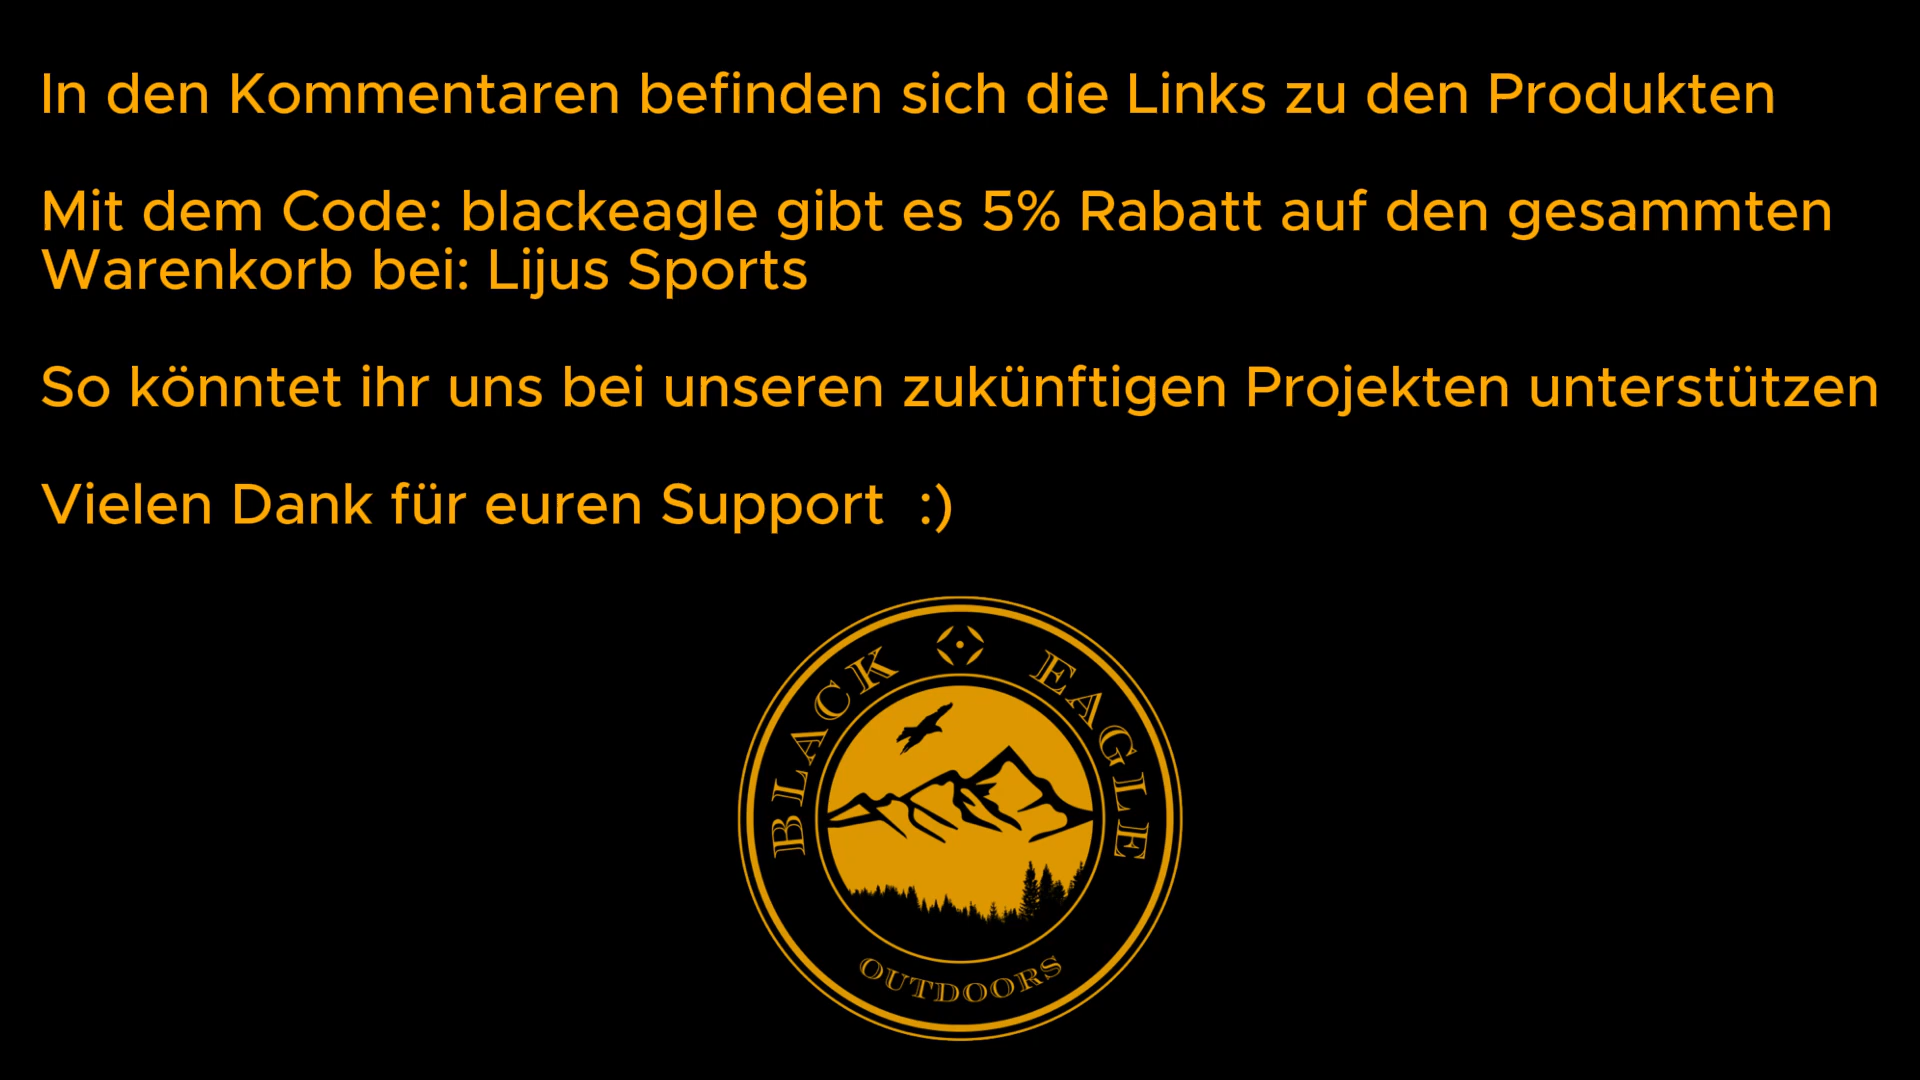 In den Kommentaren befinden sich die Links zu den Produkten
Mit dem Code: blackeagle gibt es 5% Rabatt auf den gesammten
Warenkorb bei: Lijus Sports
So könntet ihr uns bei unseren zukünftigen Projekten unterstützen
Vielen Dank für euren Support :)
BLACK EAGLE
OUTDOORS